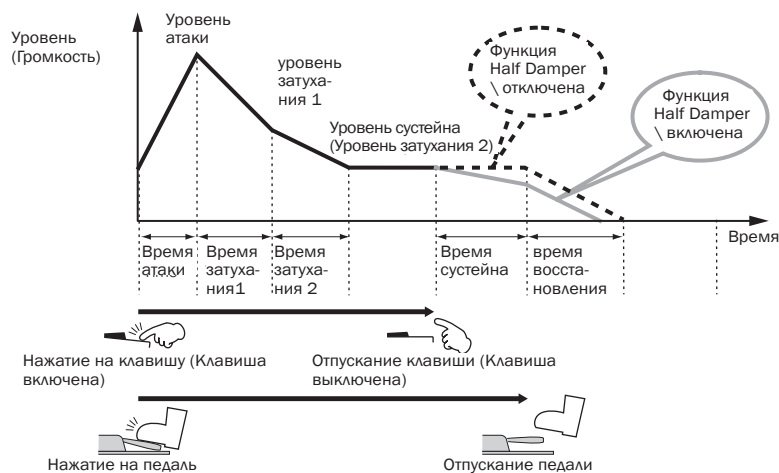 Уровень
атаки
Уровень
(Громкость)
уровень
затуха-
ния 1
Функция
Half Damper
\ отключена
Функция
Half Damper
\ включена
Уровень сустейна
(Уровень затухания 2)
Время
Время
атаки
Время
затуха-
ния1
Время
затуха-
ния 2
Время
сустейна
время
восста-
новления
Нажатие на клавишу (Клавиша
включена)
Отпускание клавиши (Клавиша
выключена)
Нажатие на педаль
Отпускание педали